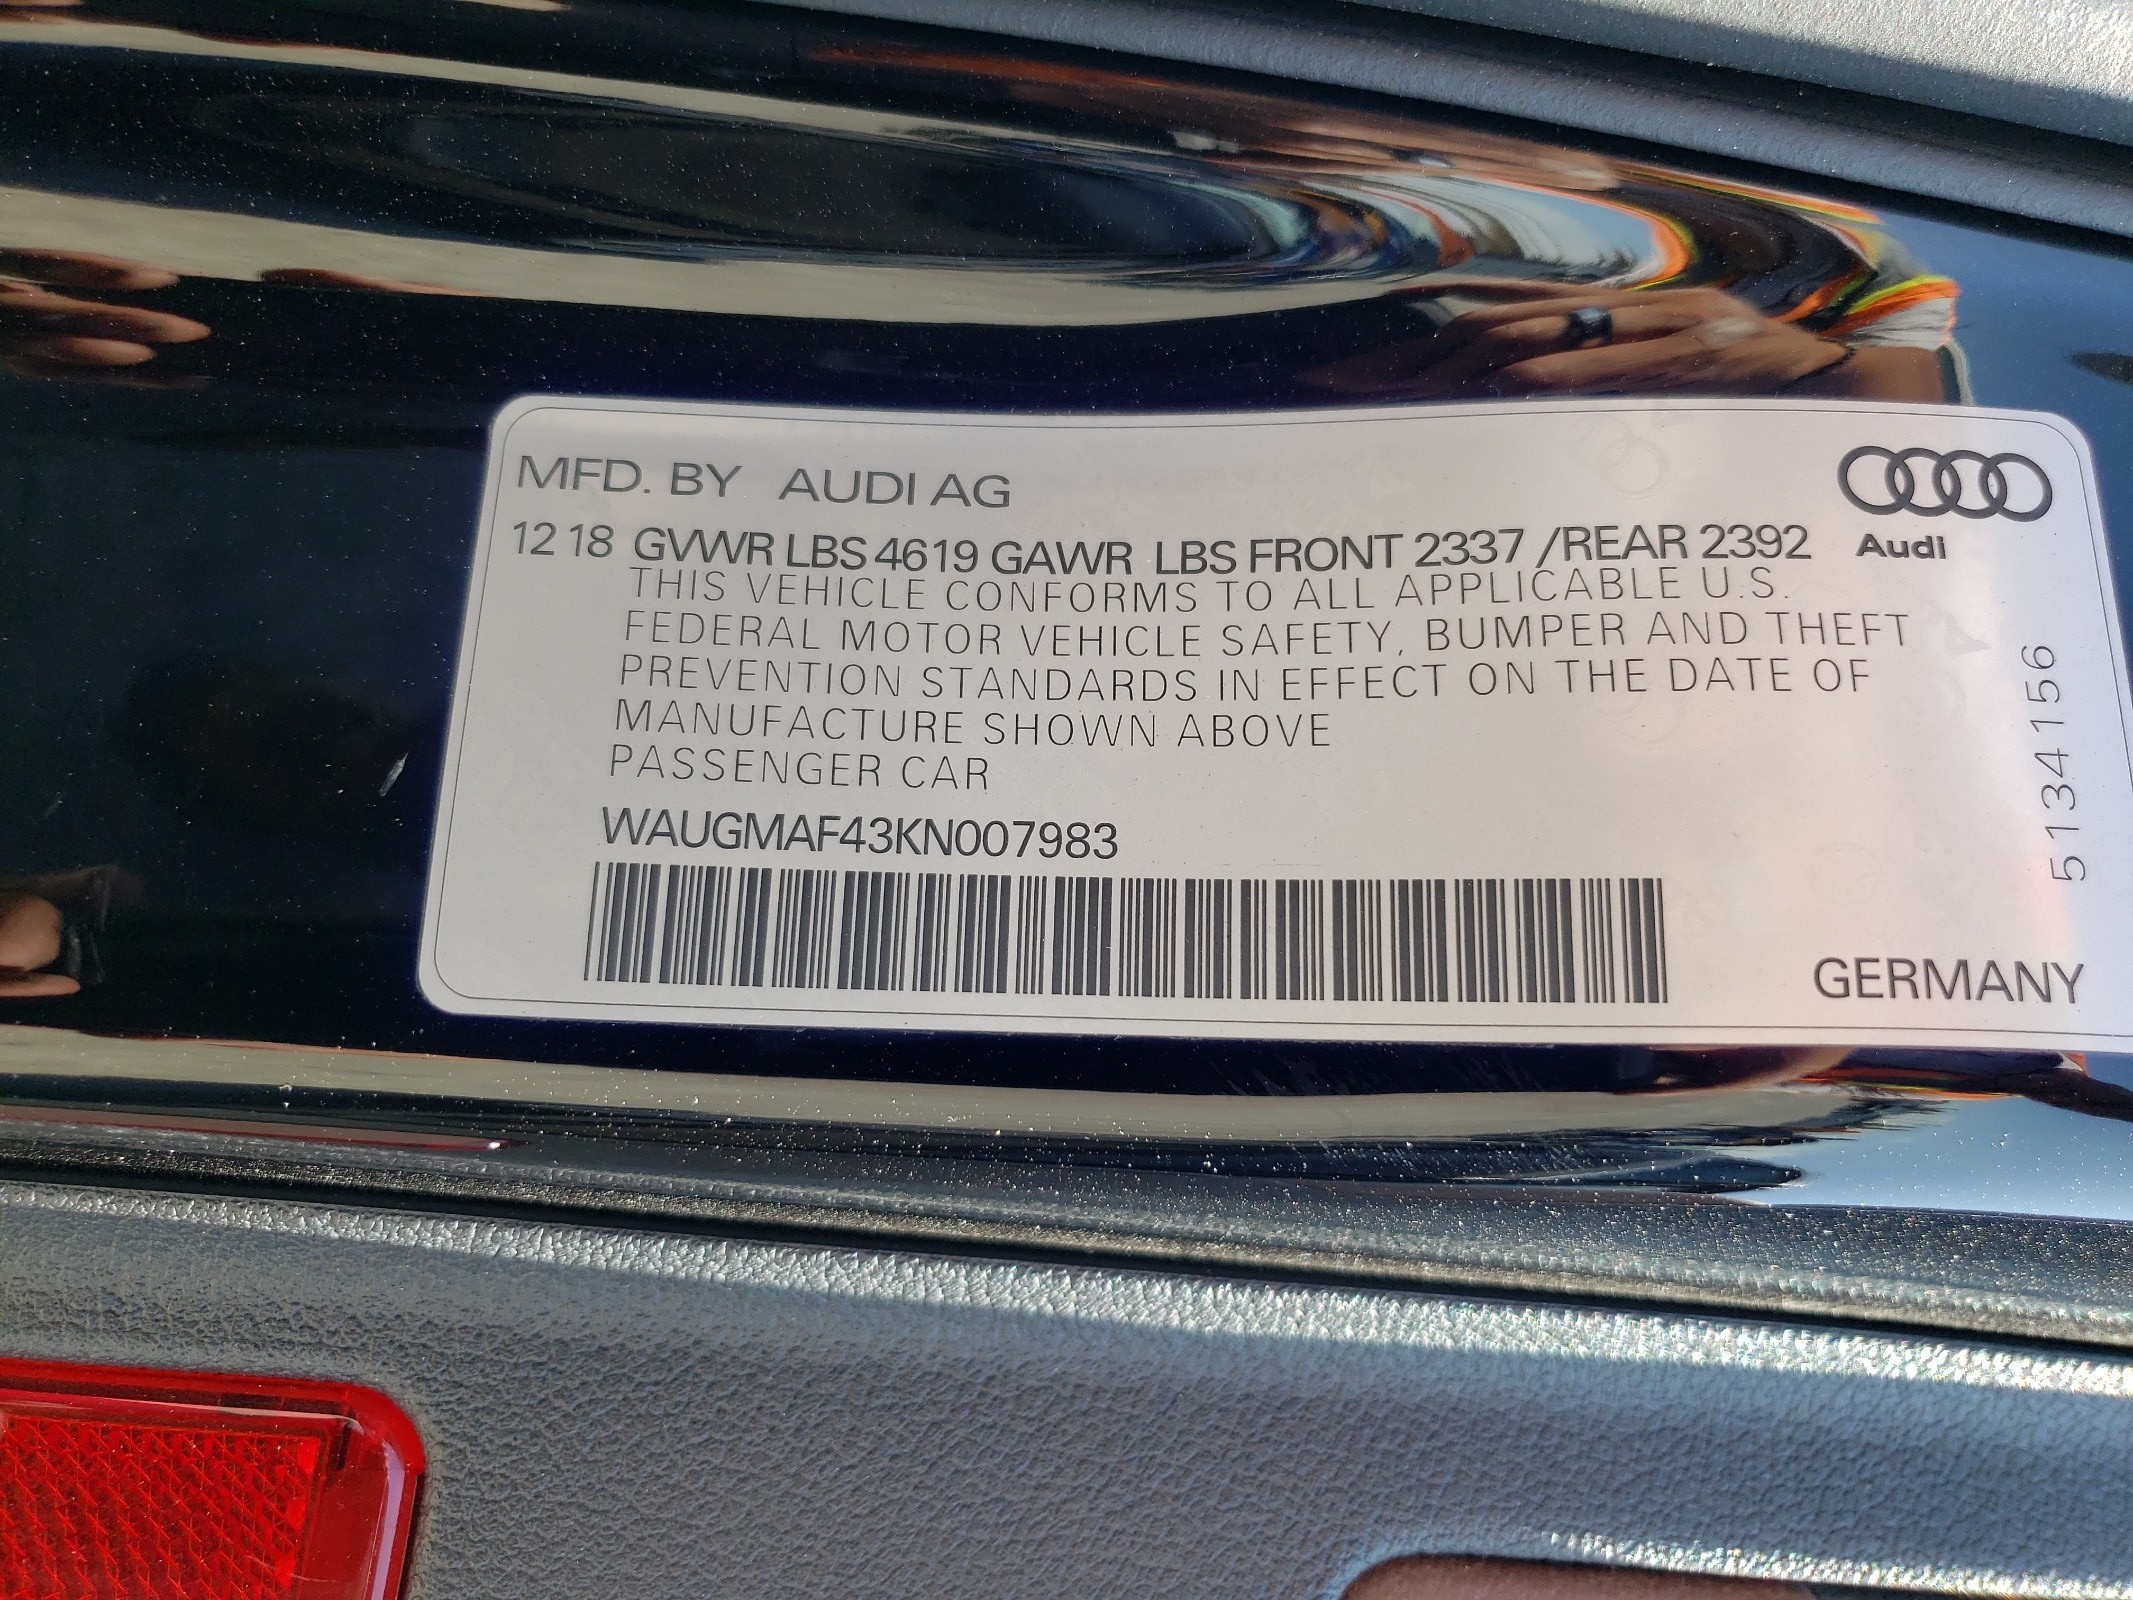 MFD. BY AUDI AG
12 18 GVWR LBS 4619 GAWR LBS FRONT 2337 /REAR 2392
Audi
THIS VEHICLE CONFORMS TO ALL APPLICABLE U.S.
FEDERAL MOTOR VEHICLE SAFETY, BUMPER AND THEFT
PREVENTION STANDARDS IN EFFECT ON THE DATE OF
MANUFACTURE SHOWN ABOVE
PASSENGER CAR
WAUGMAF43KN007983
5134156
GERMANY